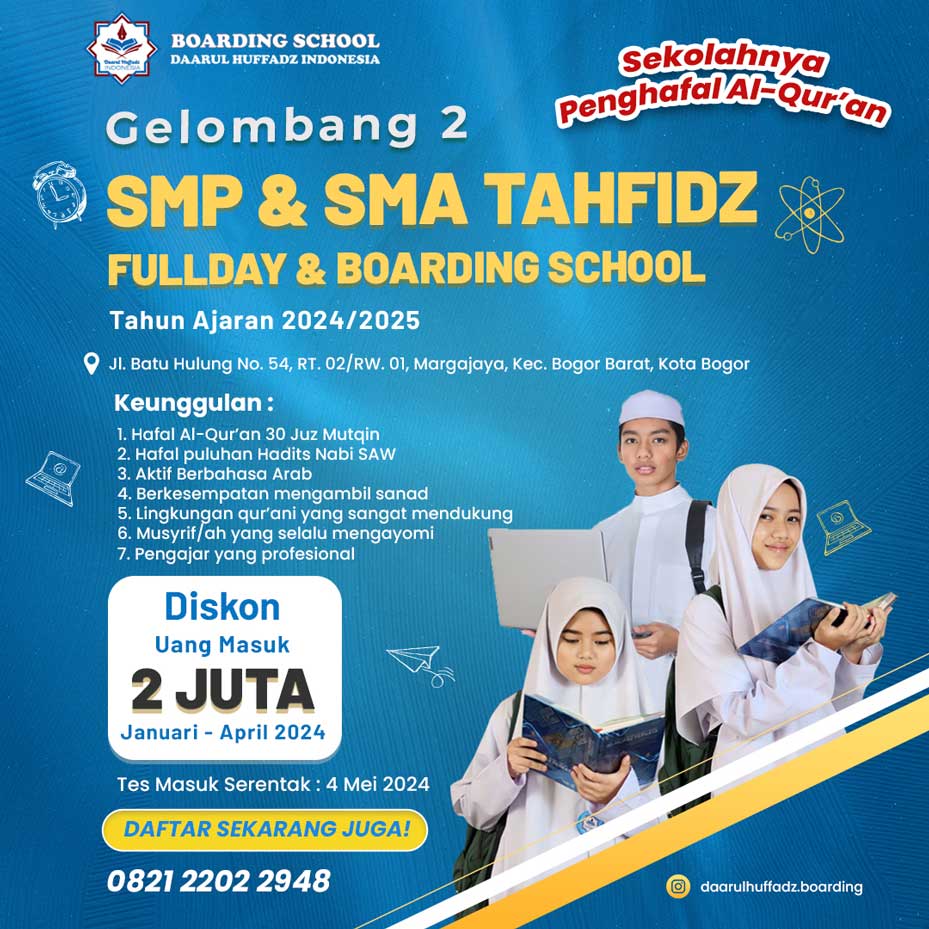 Daarul Huffadz
INDONESIA
BOARDING SCHOOL
DAARUL HUFFADZ INDONESIA
Sekolahnya
Penghafal Al-Qur'an
Gelombang 2
SMP & SMA TAHFIDZ
FULLDAY & BOARDING SCHOOL
Tahun Ajaran 2024/2025
Jl. Batu Hulung No. 54, RT. 02/RW. 01, Margajaya, Kec. Bogor Barat, Kota Bogor
Keunggulan :
1. Hafal Al-Qur'an 30 Juz Mutqin
2. Hafal puluhan Hadits Nabi SAW
3. Aktif Berbahasa Arab
4. Berkesempatan mengambil sanad
5. Lingkungan qur'ani yang sangat mendukung
6. Musyrif/ah yang selalu mengayomi
7. Pengajar yang profesional
Diskon
Uang Masuk
2 JUTA
Januari - April 2024
Tes Masuk Serentak : 4 Mei 2024
DAFTAR SEKARANG JUGA!
0821 2202 2948
daarulhuffadz.boarding